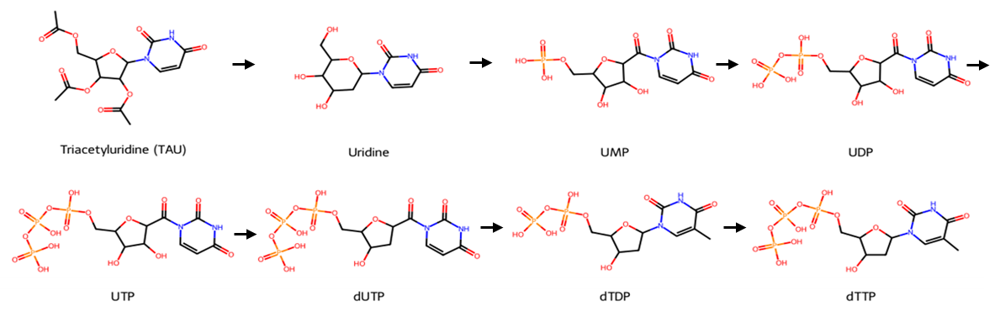 Triacetyluridine (TAU)
Uridine
UMP
UDP
UTP
dUTP
dTDP
dTTP